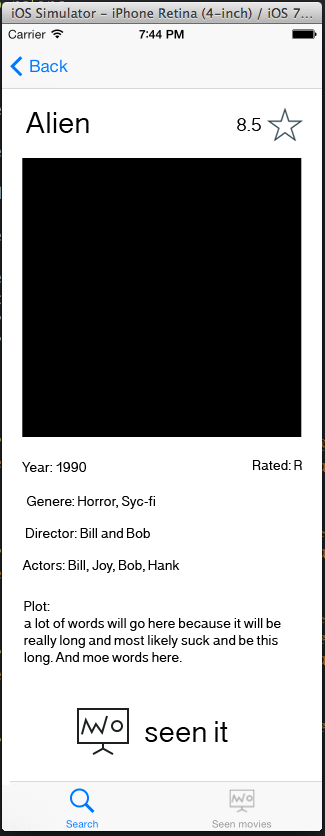 iOS Simulator - iPhone Retina (4-inch) / iOS 7...
Carrier 7:44 PM
Back
Alien 8.5
Year: 1990 Rated: R
Genere: Horror, Syc-fi
Director: Bill and Bob
Actors: Bill, Joy, Bob, Hank
Plot:
a lot of words will go here because it will be
really long and most likely suck and be this
long. And moe words here.
seen it
Search Seen movies